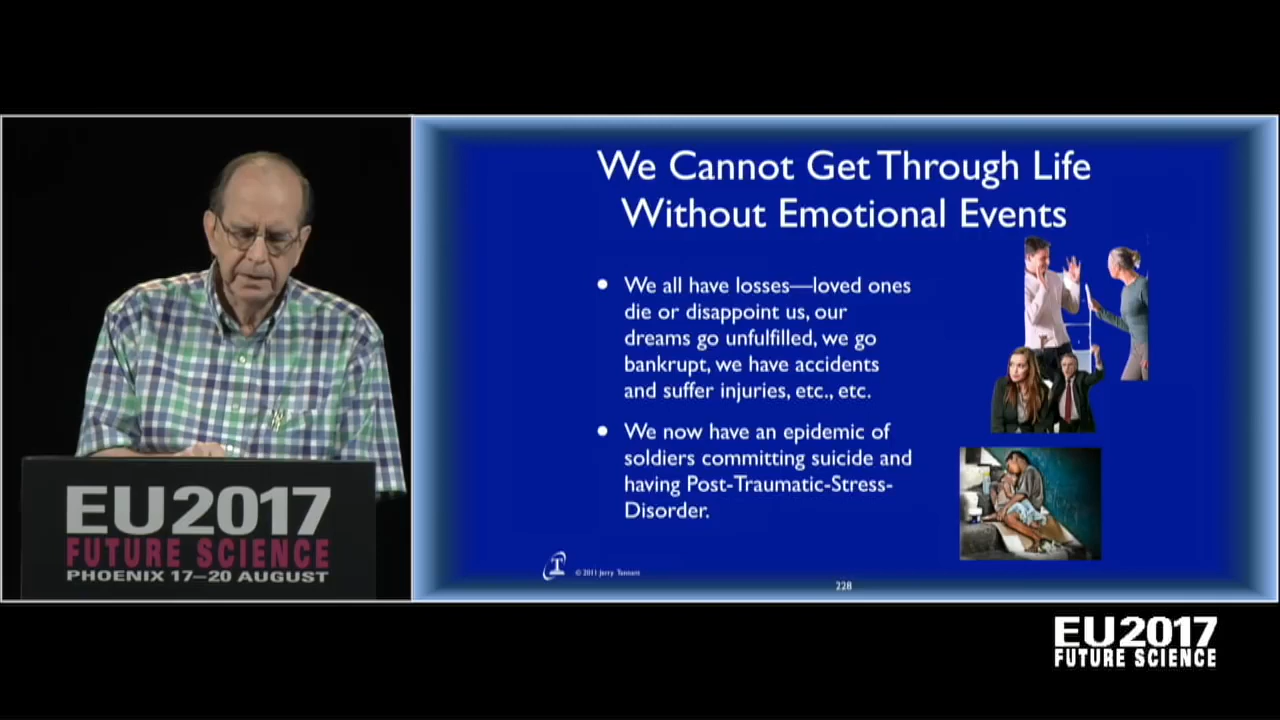 We Cannot Get Through Life
Without Emotional Events
We all have losses—loved ones
die or disappoint us, our
dreams go unfulfilled, we go
bankrupt, we have accidents
and suffer injuries, etc., etc.
We now have an epidemic of
soldiers committing suicide and
having Post-Traumatic-Stress-
Disorder.
T
© 2011 Jerry Tennant
228
EU2017
FUTURE SCIENCE
PHOENIX 17–20 AUGUST
EU2017
FUTURE SCIENCE